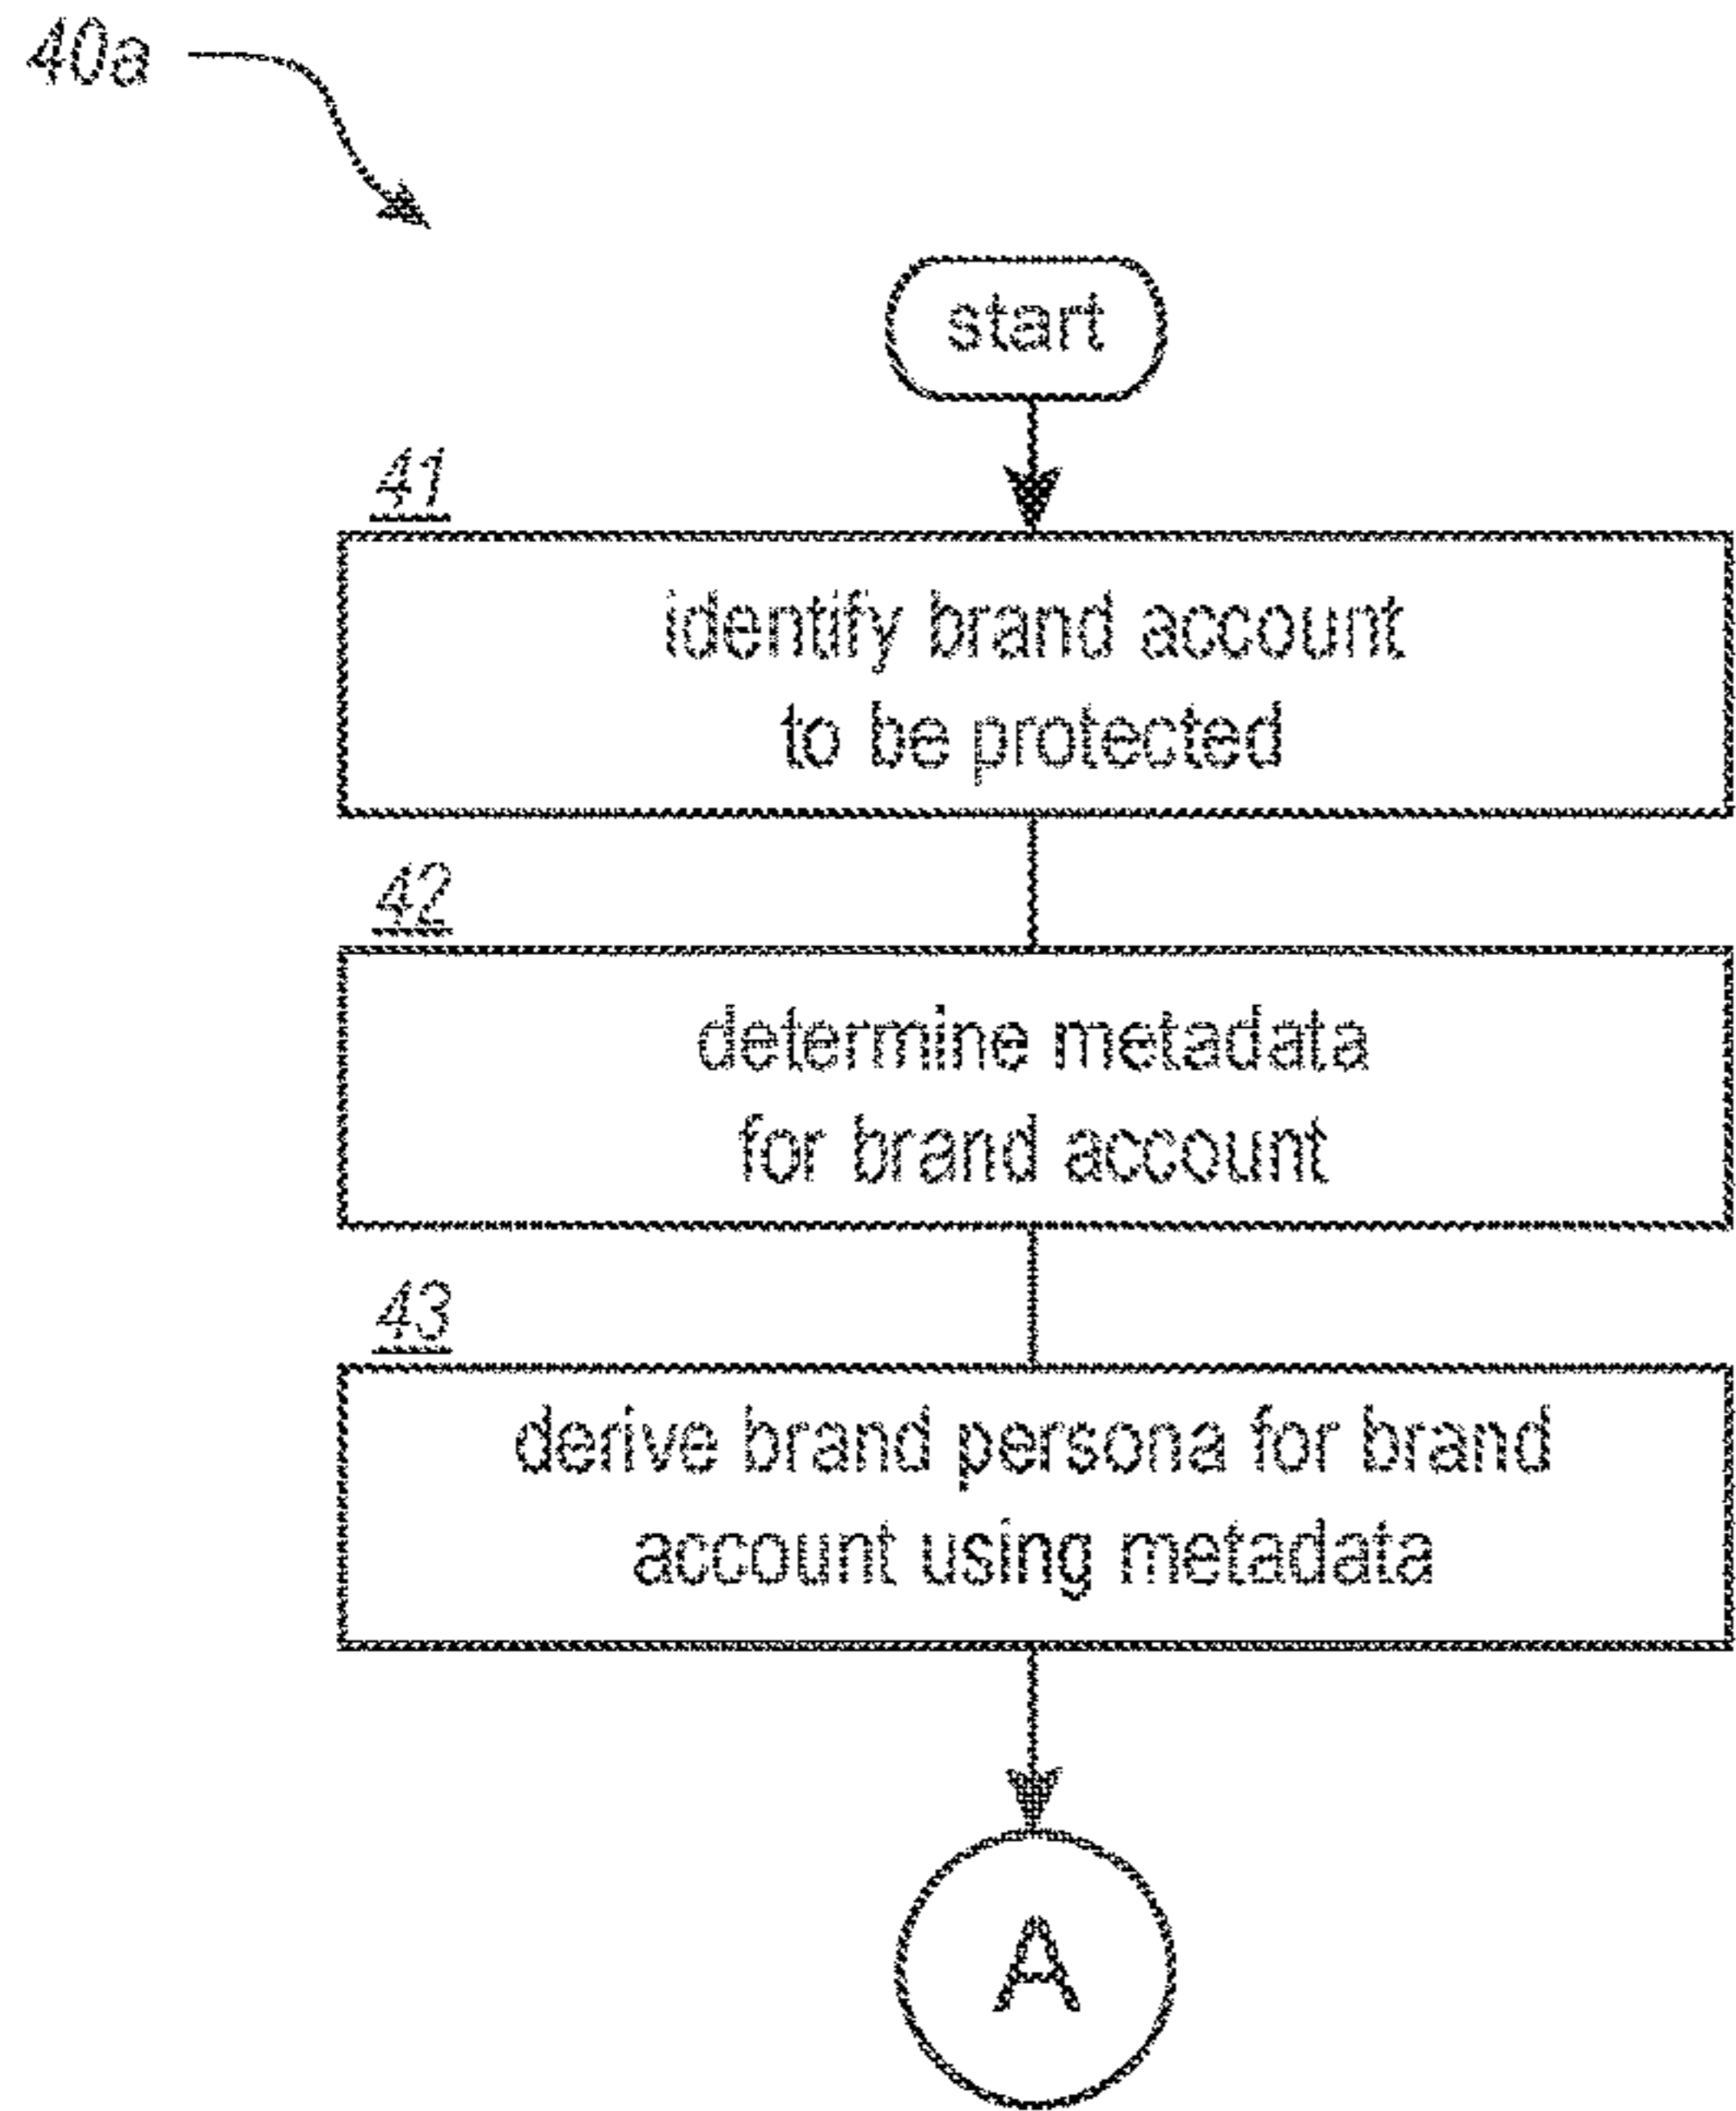 40a
start
41
identify brand account
to be protected
42
determine metadata
for brand account
43
derive brand persona for brand
account using metadata
A